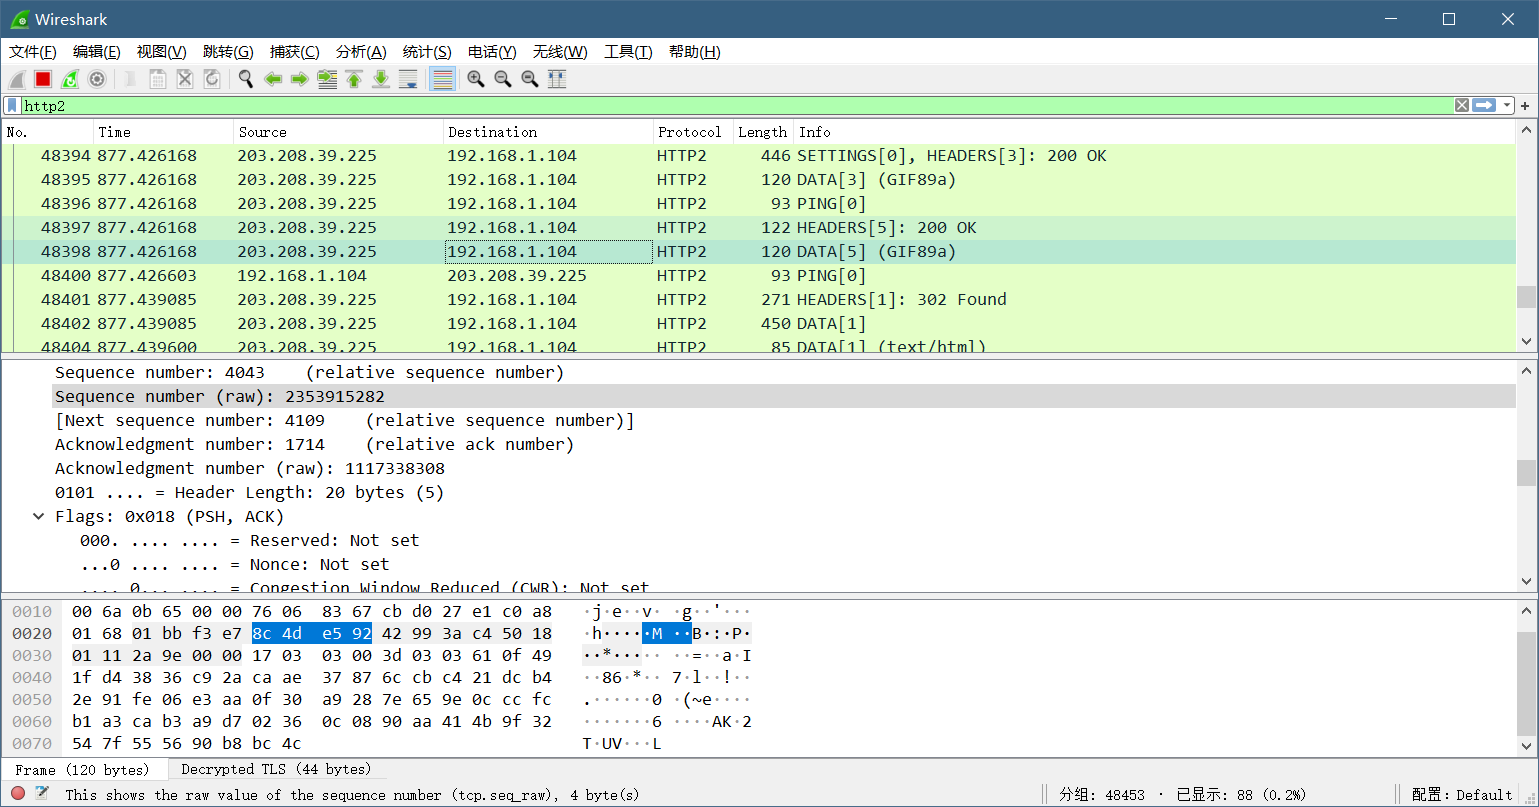 Wireshark
文件(F) 编辑(E) 视图(V) 跳转(G) 捕获(C) 分析(A) 统计(S) 电话(Y) 无线(W) 工具(T) 帮助(H)
http2
No. Time Source Destination Protocol Length Info
48394 877.426168 203.208.39.225 192.168.1.104 HTTP2 446 SETTINGS[0], HEADERS[3]: 200 OK
48395 877.426168 203.208.39.225 192.168.1.104 HTTP2 120 DATA[3] (GIF89a)
48396 877.426168 203.208.39.225 192.168.1.104 HTTP2 93 PING[0]
48397 877.426168 203.208.39.225 192.168.1.104 HTTP2 122 HEADERS[5]: 200 OK
48398 877.426168 203.208.39.225 192.168.1.104 HTTP2 120 DATA[5] (GIF89a)
48400 877.426603 192.168.1.104 203.208.39.225 HTTP2 93 PING[0]
48401 877.439085 203.208.39.225 192.168.1.104 HTTP2 271 HEADERS[1]: 302 Found
48402 877.439085 203.208.39.225 192.168.1.104 HTTP2 450 DATA[1]
48404 877.439600 203.208.39.225 192.168.1.104 HTTP2 85 DATA[1] (text/html)
Sequence number: 4043 (relative sequence number)
Sequence number (raw): 2353915282
[Next sequence number: 4109 (relative sequence number)]
Acknowledgment number: 1714 (relative ack number)
Acknowledgment number (raw): 1117338308
0101 .... = Header Length: 20 bytes (5)
Flags: 0x018 (PSH, ACK)
000. .... .... = Reserved: Not set
...0 .... .... = Nonce: Not set
.... 0... .... = Congestion Window Reduced (CWR): Not set
0010 00 6a 0b 65 00 00 76 06 83 67 cb d0 27 e1 c0 a8 ·j·e··v· ·g··'···
0020 01 68 01 bb f3 e7 8c 4d e5 92 42 99 3a c4 50 18 ·h·····M ··B·:·P·
0030 01 11 2a 9e 00 00 17 03 03 00 3d 03 03 61 0f 49 ··*····· ··=··a·I
0040 1f d4 38 36 c9 2a ca ae 37 87 6c cb c4 21 dc b4 ··86·*·· 7·l··!··
0050 2e 91 fe 06 e3 aa 0f 30 a9 28 7e 65 9e 0c cc fc .······0 ·(~e····
0060 b1 a3 ca b3 a9 d7 02 36 0c 08 90 aa 41 4b 9f 32 ·······6 ····AK·2
0070 54 7f 55 56 90 b8 bc 4c T·UV···L
Frame (120 bytes) Decrypted TLS (44 bytes)
This shows the raw value of the sequence number (tcp.seq_raw), 4 byte(s) 分组: 48453 · 已显示: 88 (0.2%) 配置: Default